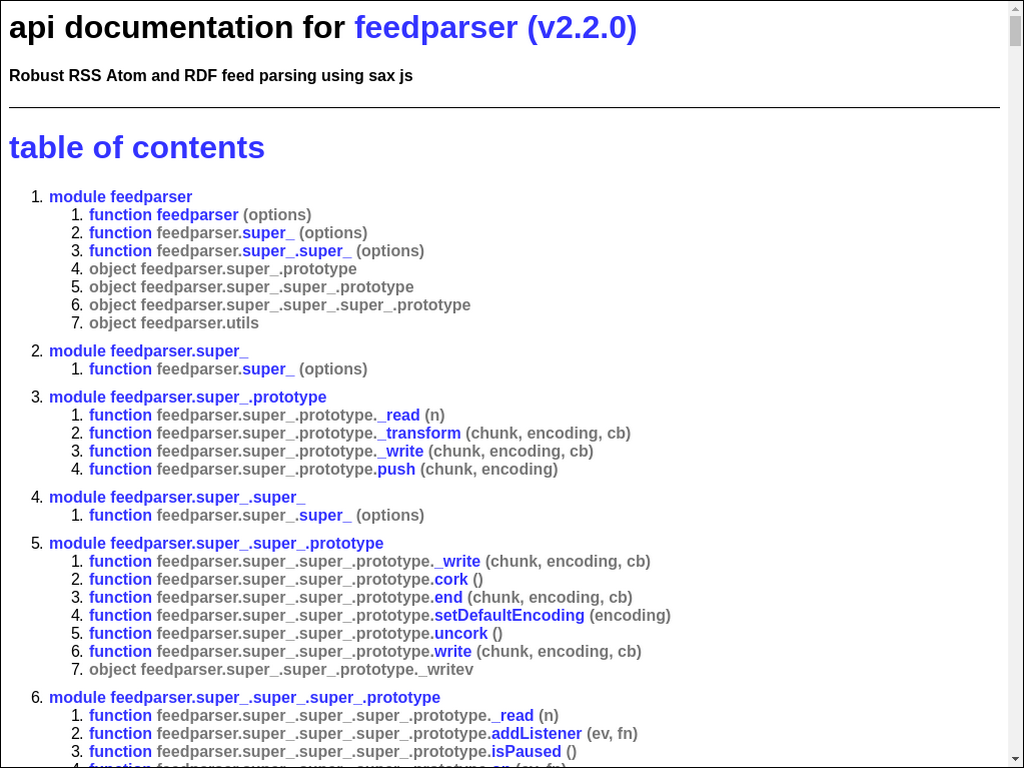 api documentation for feedparser (v2.2.0)
Robust RSS Atom and RDF feed parsing using sax js
table of contents
1. module feedparser
1. function feedparser (options)
2. function feedparser.super_ (options)
3. function feedparser.super_.super_ (options)
4. object feedparser.super_.prototype
5. object feedparser.super_.super_.prototype
6. object feedparser.super_.super_.super_.prototype
7. object feedparser.utils
2. module feedparser.super_
1. function feedparser.super_ (options)
3. module feedparser.super_.prototype
1. function feedparser.super_.prototype._read (n)
2. function feedparser.super_.prototype._transform (chunk, encoding, cb)
3. function feedparser.super_.prototype._write (chunk, encoding, cb)
4. function feedparser.super_.prototype.push (chunk, encoding)
4. module feedparser.super_.super_
1. function feedparser.super_.super_ (options)
5. module feedparser.super_.super_.prototype
1. function feedparser.super_.super_.prototype._write (chunk, encoding, cb)
2. function feedparser.super_.super_.prototype.cork ()
3. function feedparser.super_.super_.prototype.end (chunk, encoding, cb)
4. function feedparser.super_.super_.prototype.setDefaultEncoding (encoding)
5. function feedparser.super_.super_.prototype.uncork ()
6. function feedparser.super_.super_.prototype.write (chunk, encoding, cb)
7. object feedparser.super_.super_.prototype._writev
6. module feedparser.super_.super_.super_.prototype
1. function feedparser.super_.super_.super_.prototype._read (n)
2. function feedparser.super_.super_.super_.prototype.addListener (ev, fn)
3. function feedparser.super_.super_.super_.prototype.isPaused ()